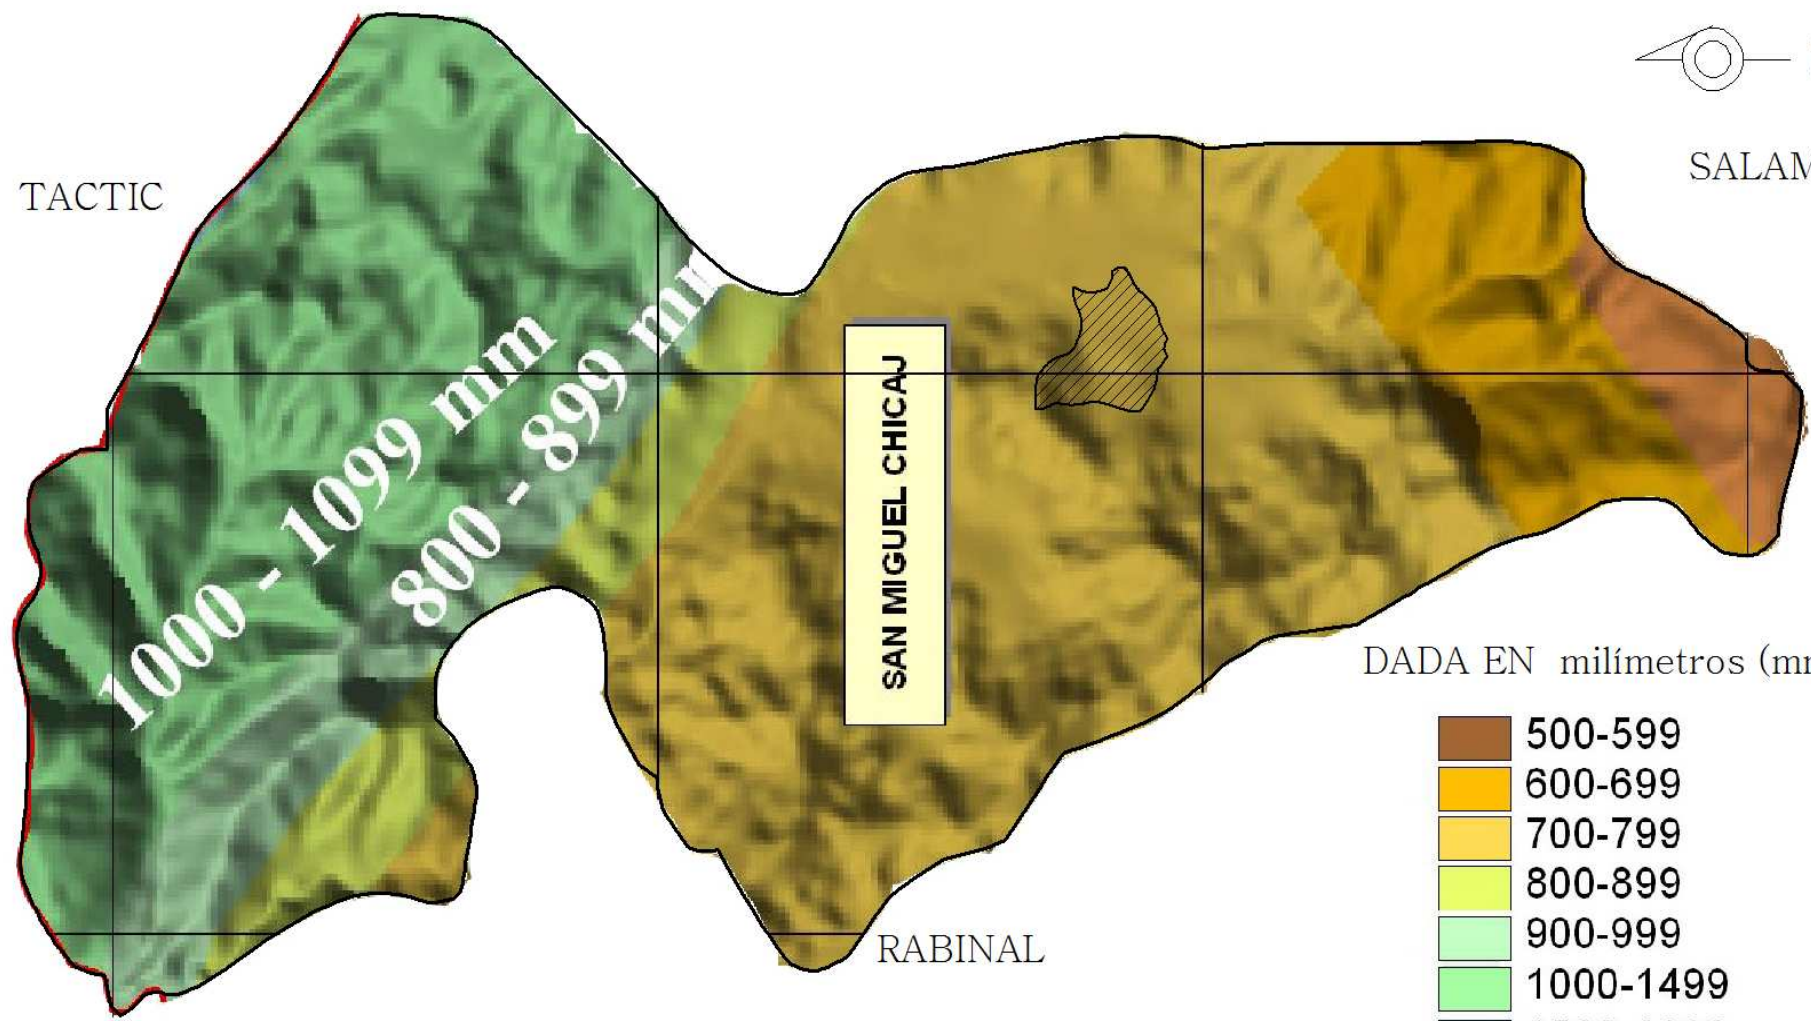 TACTIC
SALAM
1000 - 1099 mm
800 - 899 mm
SAN MIGUEL CHICAJ
RABINAL
DADA EN milímetros (mm
500-599
600-699
700-799
800-899
900-999
1000-1499